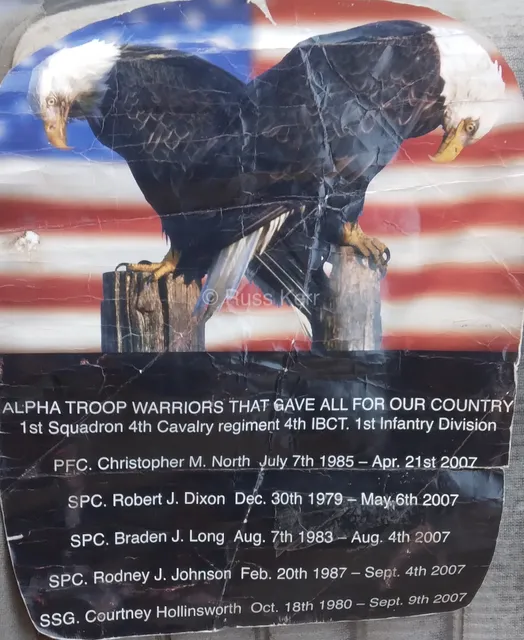 © Russ Kerr
ALPHA TROOP WARRIORS THAT GAVE ALL FOR OUR COUNTRY
1st Squadron 4th Cavalry regiment 4th IBCT. 1st Infantry Division
PFC. Christopher M. North July 7th 1985 – Apr. 21st 2007
SPC. Robert J. Dixon Dec. 30th 1979 – May 6th 2007
SPC. Braden J. Long Aug. 7th 1983 – Aug. 4th 2007
SPC. Rodney J. Johnson Feb. 20th 1987 – Sept. 4th 2007
SSG. Courtney Hollinsworth Oct. 18th 1980 – Sept. 9th 2007